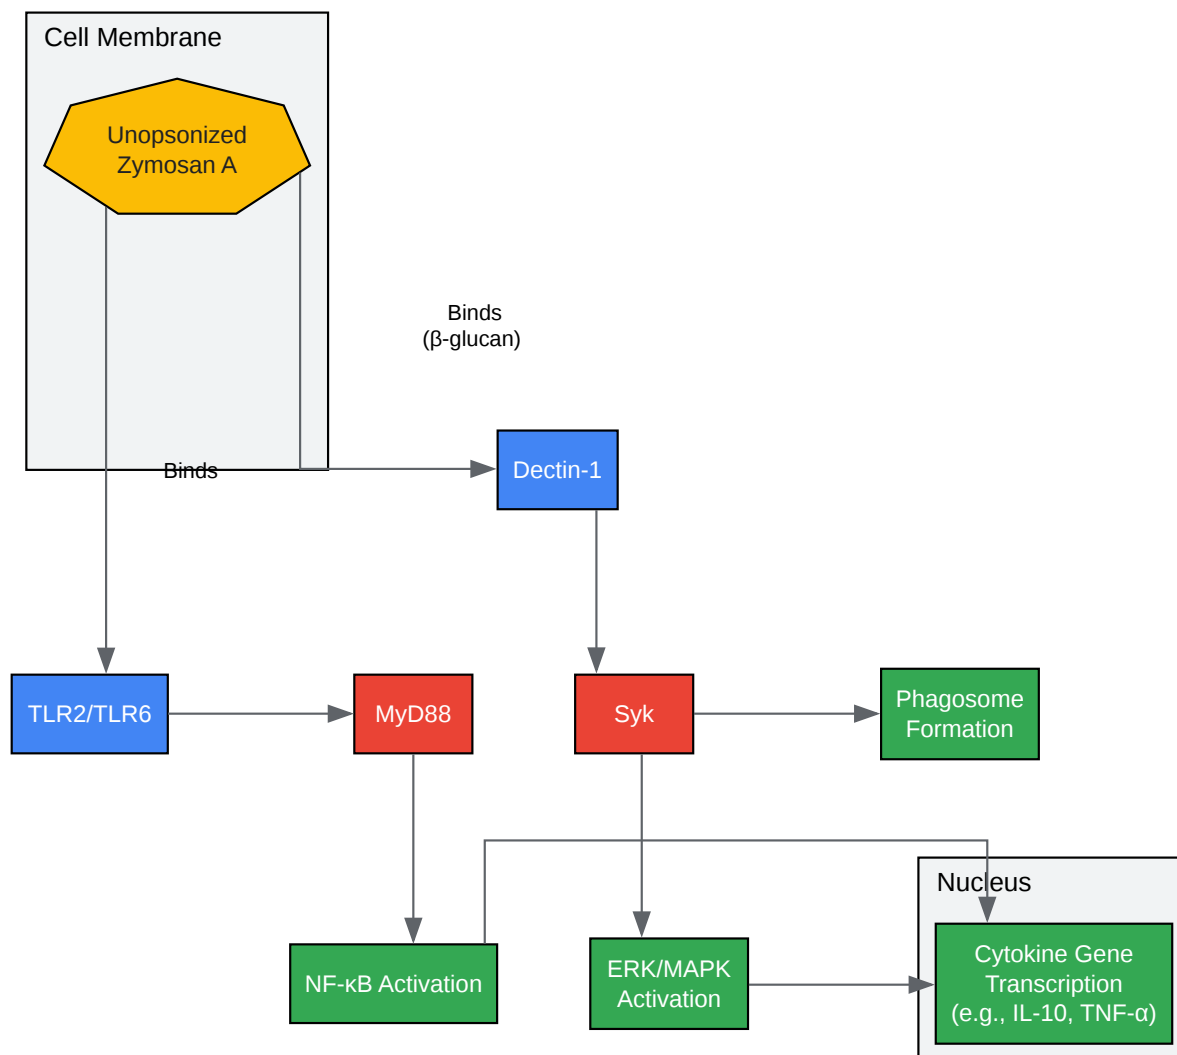 Cell Membrane
Unopsonized
Zymosan A
Binds
(β-glucan)
Binds
Dectin-1
TLR2/TLR6
MyD88
Syk
Phagosome
Formation
Nucleus
NF-κB Activation
ERK/MAPK
Activation
Cytokine Gene
Transcription
(e.g., IL-10, TNF-α)